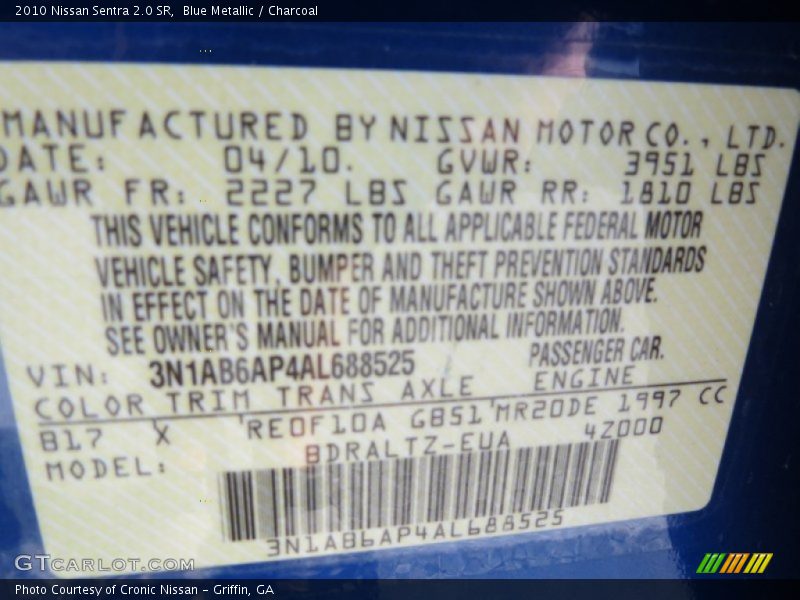 2010 Nissan Sentra 2.0 SR,  Blue Metallic / Charcoal
MANUFACTURED BY NISSAN MOTOR CO., LTD.
DATE: 04/10. GVWR: 3951 LBS
GAWR FR: 2227 LBS GAWR RR: 1810 LBS
THIS VEHICLE CONFORMS TO ALL APPLICABLE FEDERAL MOTOR
VEHICLE SAFETY, BUMPER AND THEFT PREVENTION STANDARDS
IN EFFECT ON THE DATE OF MANUFACTURE SHOWN ABOVE.
SEE OWNER'S MANUAL FOR ADDITIONAL INFORMATION.
VIN: 3N1AB6AP4AL688525 PASSENGER CAR.
COLOR TRIM TRANS AXLE ENGINE
B17 X 'RE0F10A GB51'MR20DE 1997 CC
MODEL: BDRALTZ-EUA 42000
3N1AB6AP4AL688525
GTCARLOT.COM
Photo Courtesy of Cronic Nissan - Griffin, GA